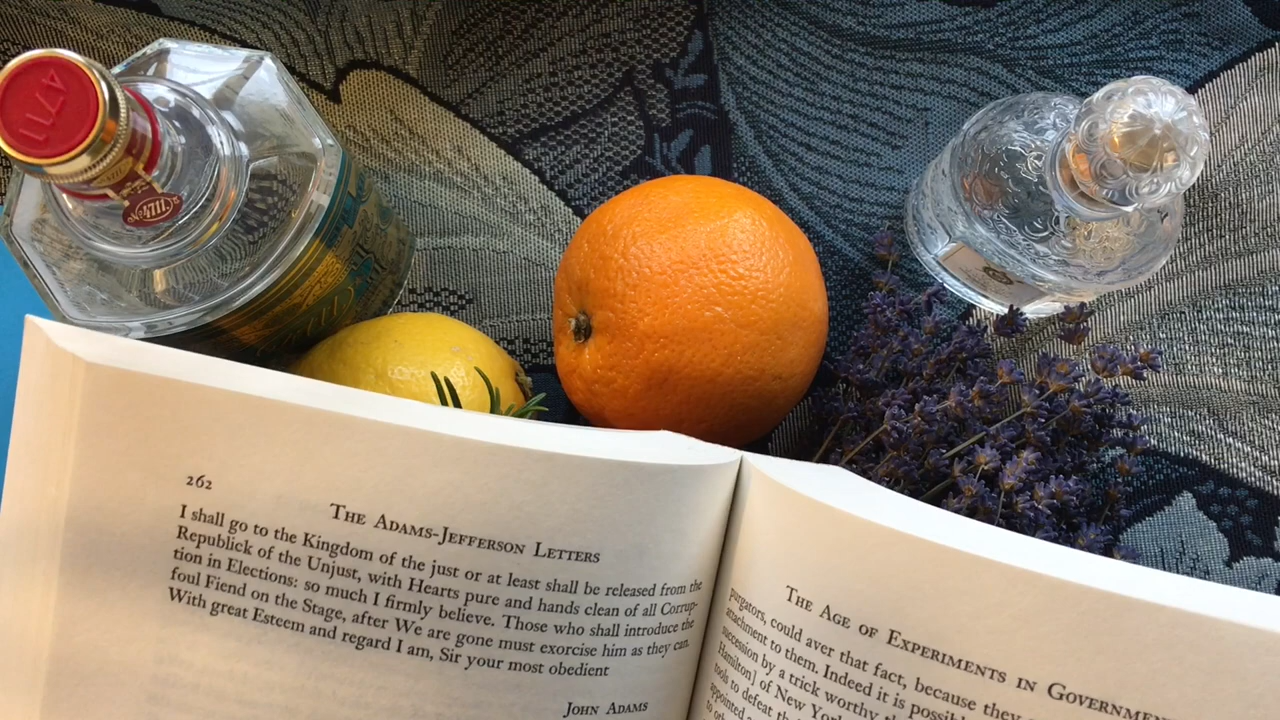 4711
№4711
262
THE ADAMS-JEFFERSON LETTERS
I shall go to the Kingdom of the just or at least shall be released from the
Republick of the Unjust, with Hearts pure and hands clean of all Corrup-
tion in Elections: so much I firmly believe. Those who shall introduce the
foul Fiend on the Stage, after We are gone must exorcise him as they can.
With great Esteem and regard I am, Sir your most obedient
JOHN ADAMS
THE AGE OF EXPERIMENTS IN GOVERNMENT
purgators, could aver that fact, because they
attachment to them. Indeed it is possibl
succession by a trick worthy th
Hamilton] of New York
tools to defeat th
appointed a
to oth